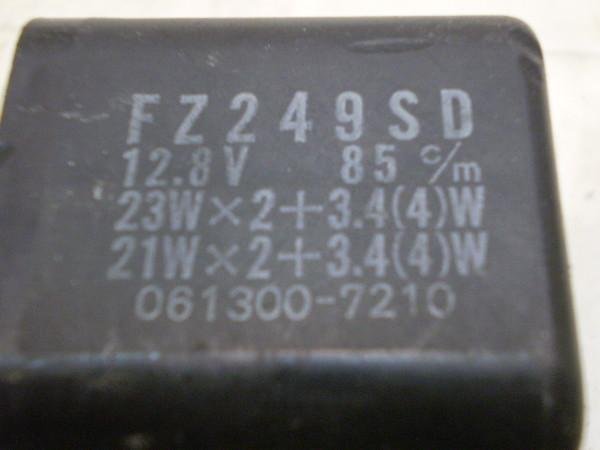 FZ249SD
12.8V 85 c/m
23W×2+3.4(4)W
21W×2+3.4(4)W
061300-7210